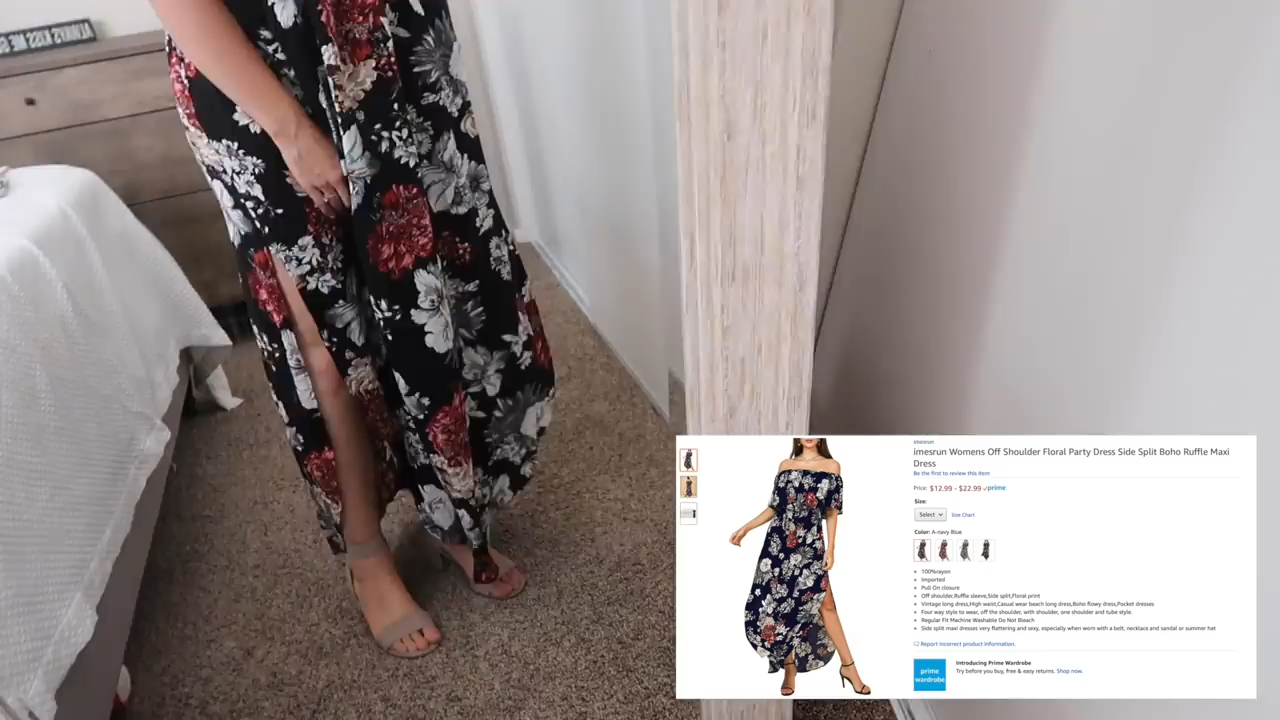 imesrun
imesrun Womens Off Shoulder Floral Party Dress Side Split Boho Ruffle Maxi
Dress
Be the first to review this item
Price: $12.99 - $22.99 prime
Size:
Select Size Chart
Color: A-navy Blue
100%rayon
Imported
Pull On closure
Off shoulder,Ruffle sleeve,Side split,Floral print
Vintage long dress,High waist,Casual wear beach long dress,Boho flowy dress,Pocket dresses
Four way style to wear, off the shoulder, with shoulder, one shoulder and tube style.
Regular Fit Machine Washable Do Not Bleach
Side split maxi dresses very flattering and sexy, especially when worn with a belt, necklace and sandal or summer hat
Report incorrect product information.
prime
wardrobe
Introducing Prime Wardrobe
Try before you buy, free & easy returns. Shop now.